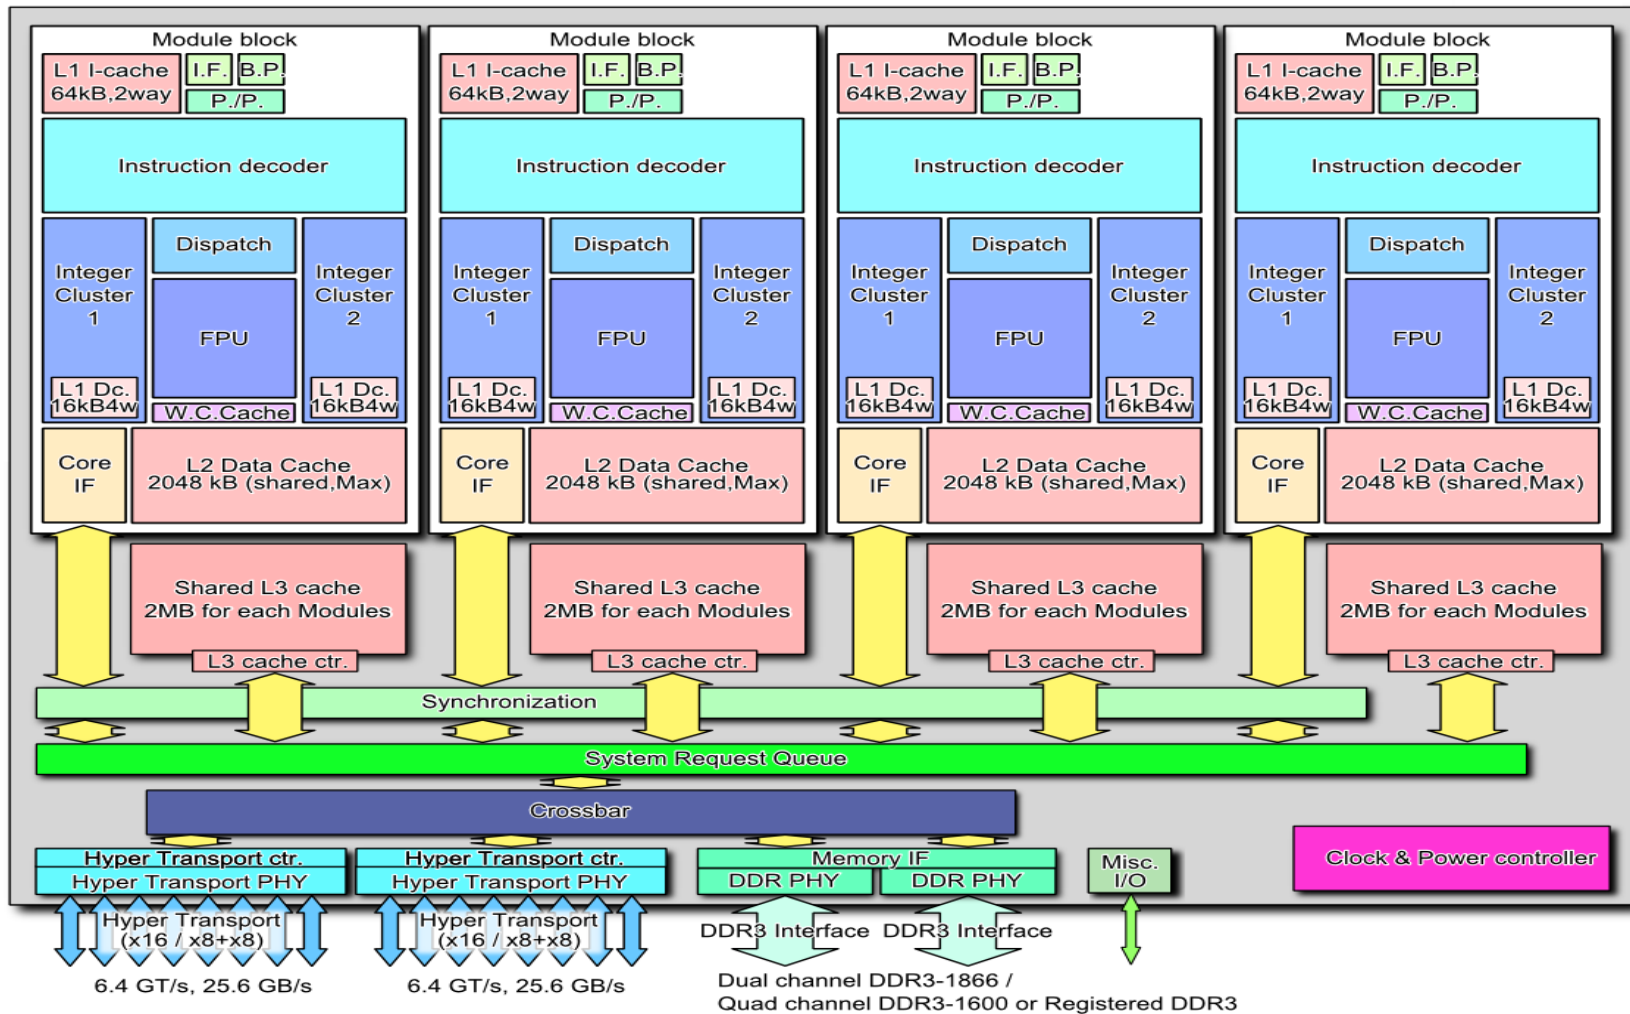 Module block
L1 I-cache
64kB,2way
I.F.
B.P.
P./P.
Instruction decoder
Integer
Cluster
1
Dispatch
FPU
Integer
Cluster
2
L1 Dc.
16kB4w
W.C.Cache
L1 Dc.
16kB4w
Core
IF
L2 Data Cache
2048 kB (shared,Max)
Module block
L1 I-cache
64kB,2way
I.F.
B.P.
P./P.
Instruction decoder
Integer
Cluster
1
Dispatch
FPU
Integer
Cluster
2
L1 Dc.
16kB4w
W.C.Cache
L1 Dc.
16kB4w
Core
IF
L2 Data Cache
2048 kB (shared,Max)
Module block
L1 I-cache
64kB,2way
I.F.
B.P.
P./P.
Instruction decoder
Integer
Cluster
1
Dispatch
FPU
Integer
Cluster
2
L1 Dc.
16kB4w
W.C.Cache
L1 Dc.
16kB4w
Core
IF
L2 Data Cache
2048 kB (shared,Max)
Module block
L1 I-cache
64kB,2way
I.F.
B.P.
P./P.
Instruction decoder
Integer
Cluster
1
Dispatch
FPU
Integer
Cluster
2
L1 Dc.
16kB4w
W.C.Cache
L1 Dc.
16kB4w
Core
IF
L2 Data Cache
2048 kB (shared,Max)
Shared L3 cache
2MB for each Modules
L3 cache ctr.
Shared L3 cache
2MB for each Modules
L3 cache ctr.
Shared L3 cache
2MB for each Modules
L3 cache ctr.
Shared L3 cache
2MB for each Modules
L3 cache ctr.
Synchronization
System Request Queue
Crossbar
Hyper Transport ctr.
Hyper Transport PHY
Hyper Transport
(x16 / x8+x8)
6.4 GT/s, 25.6 GB/s
Hyper Transport ctr.
Hyper Transport PHY
Hyper Transport
(x16 / x8+x8)
6.4 GT/s, 25.6 GB/s
Memory IF
DDR PHY
DDR PHY
DDR3 Interface
DDR3 Interface
Dual channel DDR3-1866 /
Quad channel DDR3-1600 or Registered DDR3
Misc.
I/O
Clock & Power controller